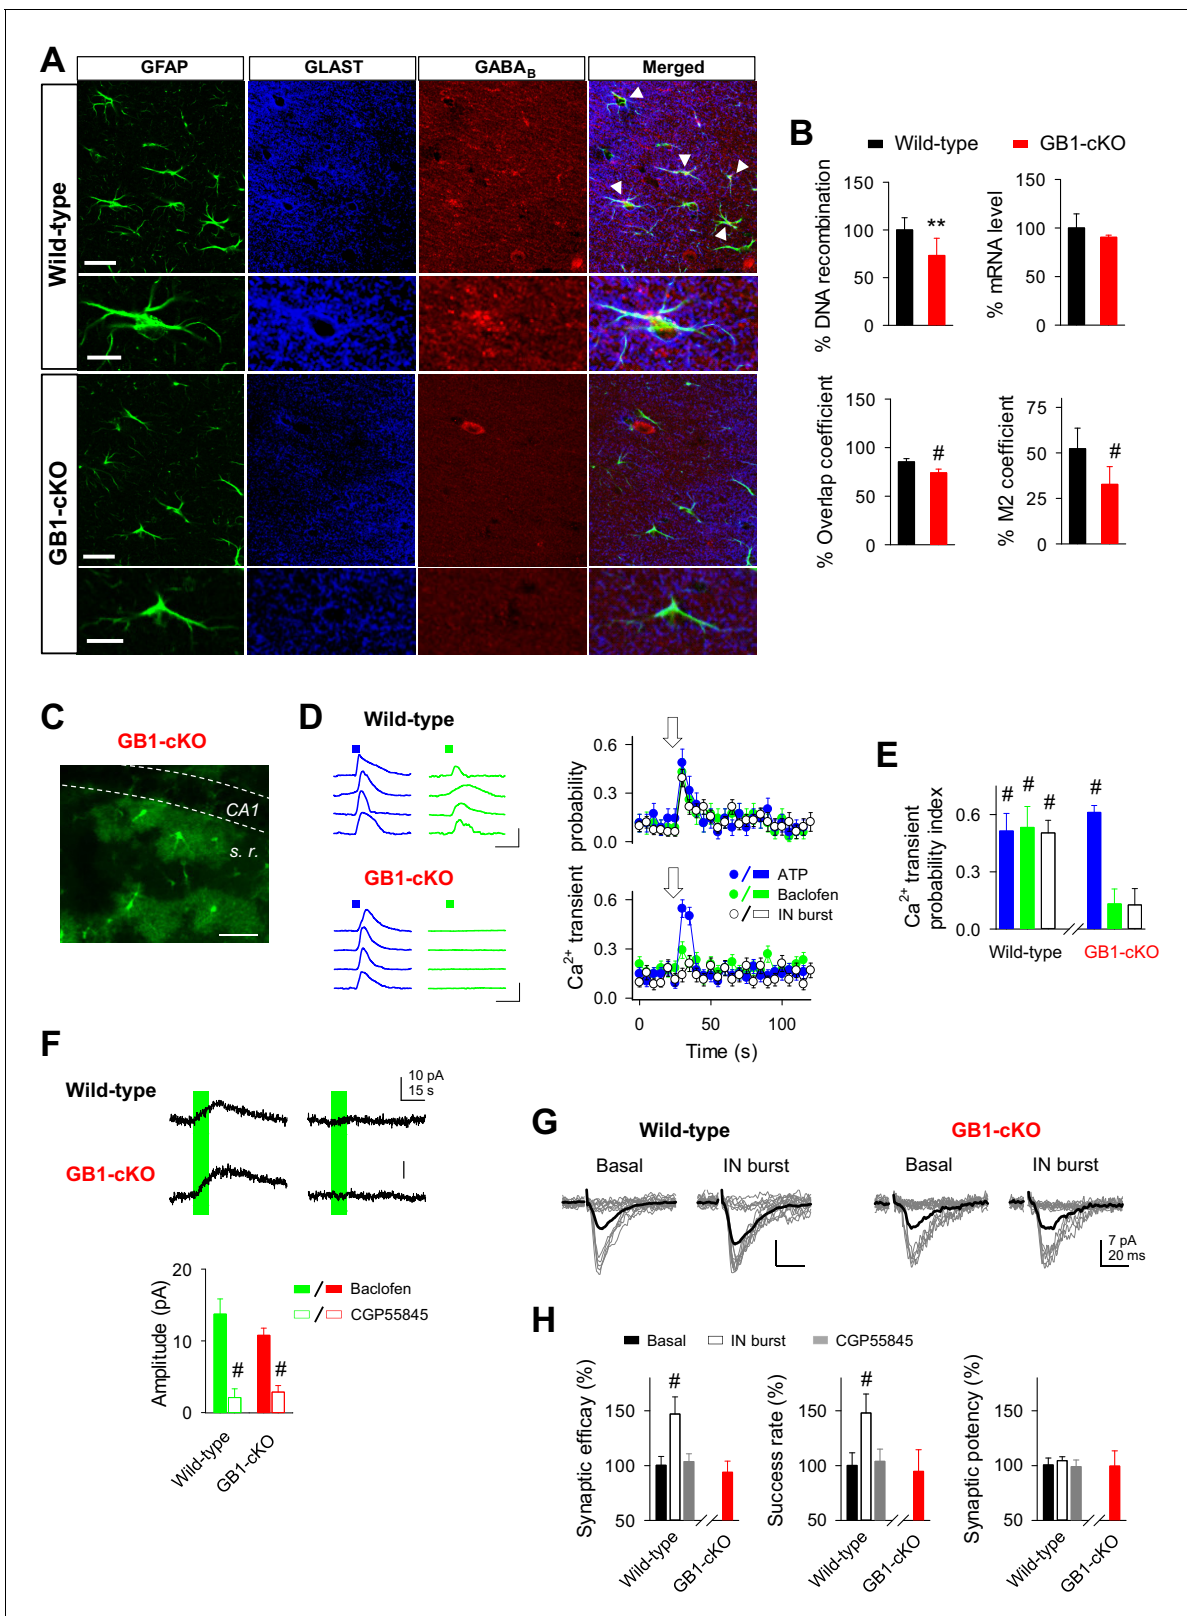 A
GFAP
GLAST
GABAB
Merged
Wild-type
GB1-cKO
B
Wild-type
GB1-cKO
% DNA recombination
150
100
50
0
**
% mRNA level
150
100
50
0
% Overlap coefficient
150
100
50
0
#
% M2 coefficient
75
50
25
0
#
C
GB1-cKO
CA1
s. r.
D
Wild-type
GB1-cKO
Ca2+ transient probability
0.6
0.3
0.0
ATP
Baclofen
IN burst
0.6
0.3
0.0
0
50
100
Time (s)
E
Ca2+ transient
probability index
0.6
0.3
0.0
# # # #
Wild-type
GB1-cKO
F
Wild-type
10 pA
15 s
GB1-cKO
Amplitude (pA)
20
10
0
/ Baclofen
/ CGP55845
# #
Wild-type
GB1-cKO
G
Wild-type
GB1-cKO
Basal
IN burst
Basal
IN burst
7 pA
20 ms
H
Basal
IN burst
CGP55845
Synaptic efficay (%)
150
100
50
#
Wild-type
GB1-cKO
Success rate (%)
150
100
50
#
Wild-type
GB1-cKO
Synaptic potency (%)
150
100
50
Wild-type
GB1-cKO